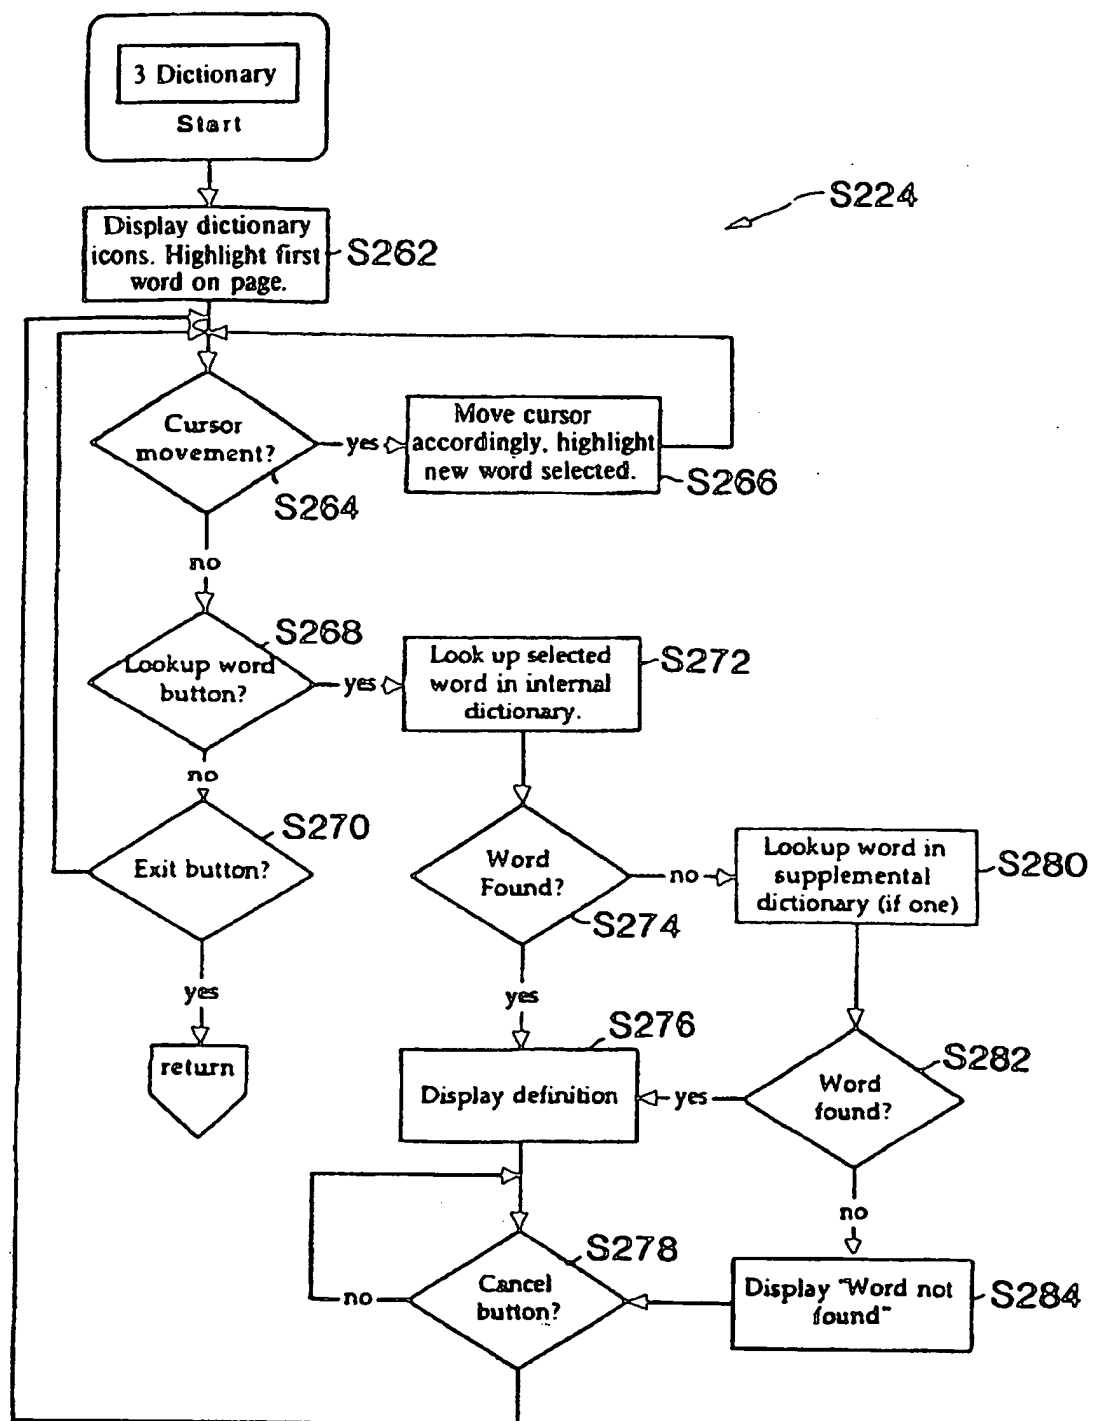 3 Dictionary
Start
S224
Display dictionary
icons. Highlight first
word on page.
S262
Cursor
movement?
S264
yes
Move cursor
accordingly, highlight
new word selected.
S266
no
Lookup word
button?
S268
yes
Look up selected
word in internal
dictionary.
S272
no
Exit button?
S270
yes
return
Word
Found?
S274
no
Lookup word in
supplemental
dictionary (if one)
S280
yes
Display definition
S276
yes
Word
found?
S282
no
Cancel
button?
S278
no
Display "Word not
found"
S284